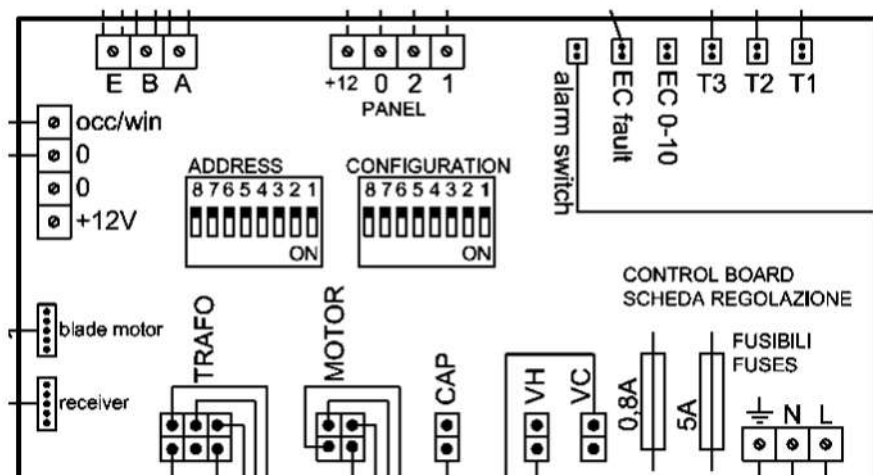 E B A
+12 0 2 1
PANEL
alarm switch
EC fault
EC 0-10
T3 T2 T1
occ/win
0
0
+12V
ADDRESS
8 7 6 5 4 3 2 1
ON
CONFIGURATION
8 7 6 5 4 3 2 1
ON
CONTROL BOARD
SCHEDA REGOLAZIONE
blade motor
receiver
TRAFO
MOTOR
CAP
VH
VC
0,8A
5A
FUSIBILI
FUSES
N L